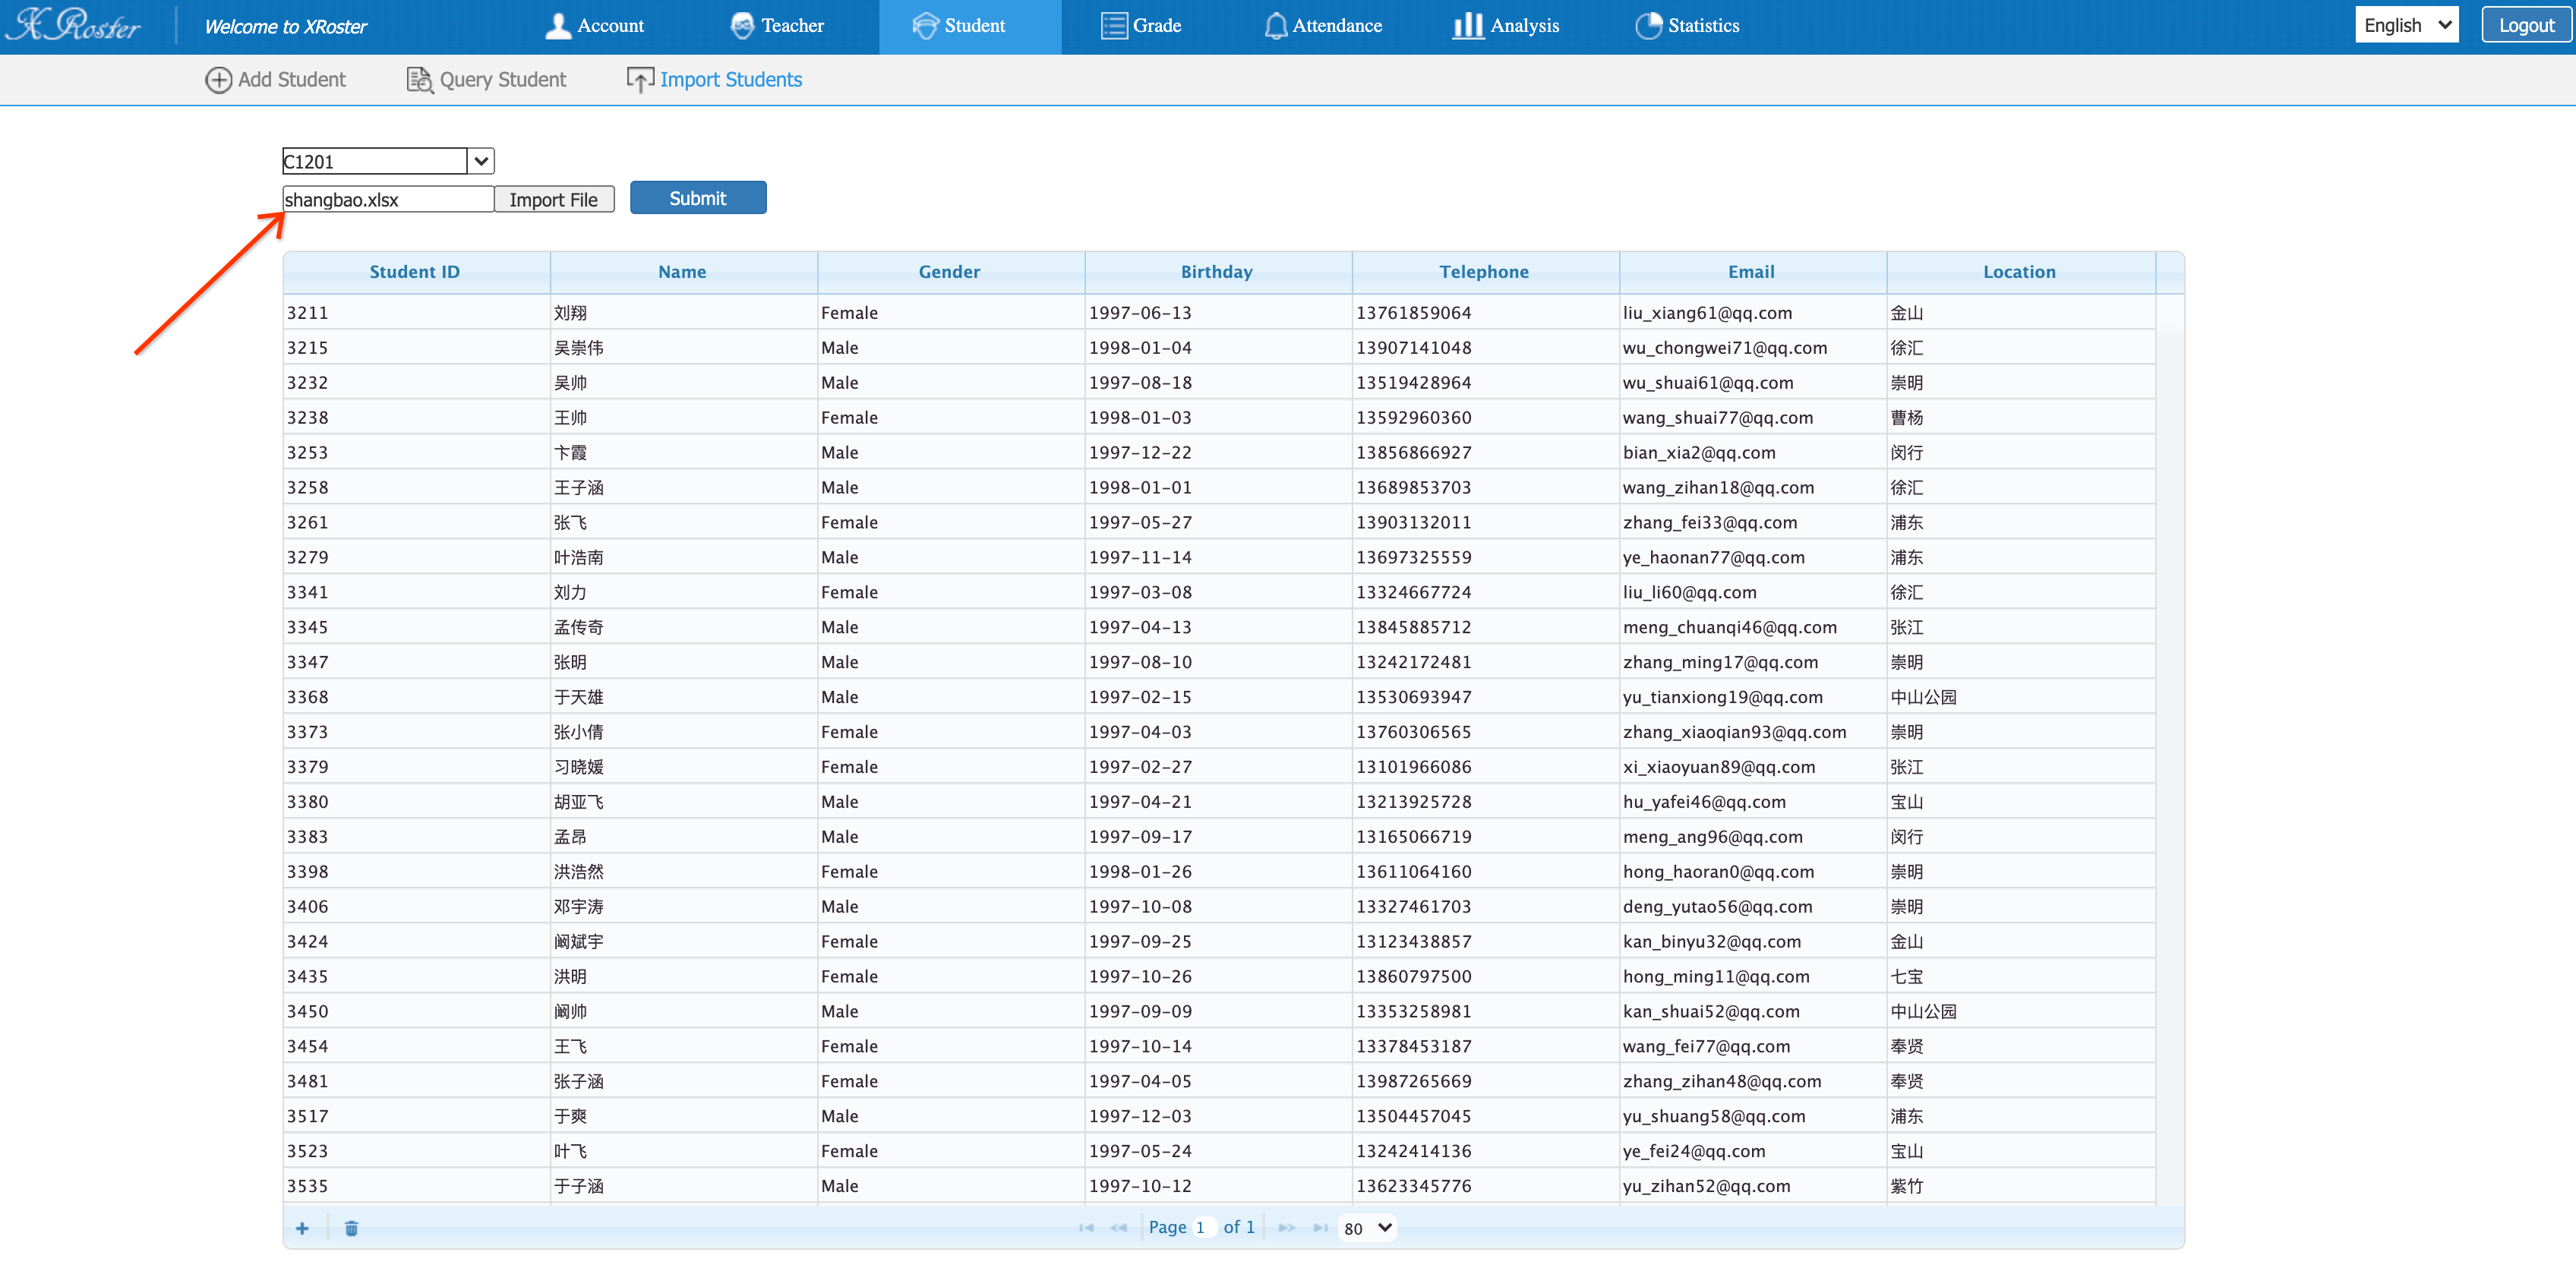 XRoster Welcome to XRoster Account Teacher Student Grade Attendance Analysis Statistics English Logout
Add Student Query Student Import Students
C1201
shangbao.xlsx Import File Submit
Student ID Name Gender Birthday Telephone Email Location
3211 刘翔 Female 1997-06-13 13761859064 liu_xiang61@qq.com 金山
3215 吴崇伟 Male 1998-01-04 13907141048 wu_chongwei71@qq.com 徐汇
3232 吴帅 Male 1997-08-18 13519428964 wu_shuai61@qq.com 崇明
3238 王帅 Female 1998-01-03 13592960360 wang_shuai77@qq.com 曹杨
3253 卞霞 Male 1997-12-22 13856866927 bian_xia2@qq.com 闵行
3258 王子涵 Male 1998-01-01 13689853703 wang_zihan18@qq.com 徐汇
3261 张飞 Female 1997-05-27 13903132011 zhang_fei33@qq.com 浦东
3279 叶浩南 Male 1997-11-14 13697325559 ye_haonan77@qq.com 浦东
3341 刘力 Female 1997-03-08 13324667724 liu_li60@qq.com 徐汇
3345 孟传奇 Male 1997-04-13 13845885712 meng_chuanqi46@qq.com 张江
3347 张明 Male 1997-08-10 13242172481 zhang_ming17@qq.com 崇明
3368 于天雄 Male 1997-02-15 13530693947 yu_tianxiong19@qq.com 中山公园
3373 张小倩 Female 1997-04-03 13760306565 zhang_xiaoqian93@qq.com 崇明
3379 习晓媛 Female 1997-02-27 13101966086 xi_xiaoyuan89@qq.com 张江
3380 胡亚飞 Male 1997-04-21 13213925728 hu_yafei46@qq.com 宝山
3383 孟昂 Male 1997-09-17 13165066719 meng_ang96@qq.com 闵行
3398 洪浩然 Female 1998-01-26 13611064160 hong_haoran0@qq.com 崇明
3406 邓宇涛 Male 1997-10-08 13327461703 deng_yutao56@qq.com 崇明
3424 阚斌宇 Female 1997-09-25 13123438857 kan_binyu32@qq.com 金山
3435 洪明 Female 1997-10-26 13860797500 hong_ming11@qq.com 七宝
3450 阚帅 Male 1997-09-09 13353258981 kan_shuai52@qq.com 中山公园
3454 王飞 Female 1997-10-14 13378453187 wang_fei77@qq.com 奉贤
3481 张子涵 Female 1997-04-05 13987265669 zhang_zihan48@qq.com 奉贤
3517 于爽 Male 1997-12-03 13504457045 yu_shuang58@qq.com 浦东
3523 叶飞 Female 1997-05-24 13242414136 ye_fei24@qq.com 宝山
3535 于子涵 Male 1997-10-12 13623345776 yu_zihan52@qq.com 紫竹
Page 1 of 1 80